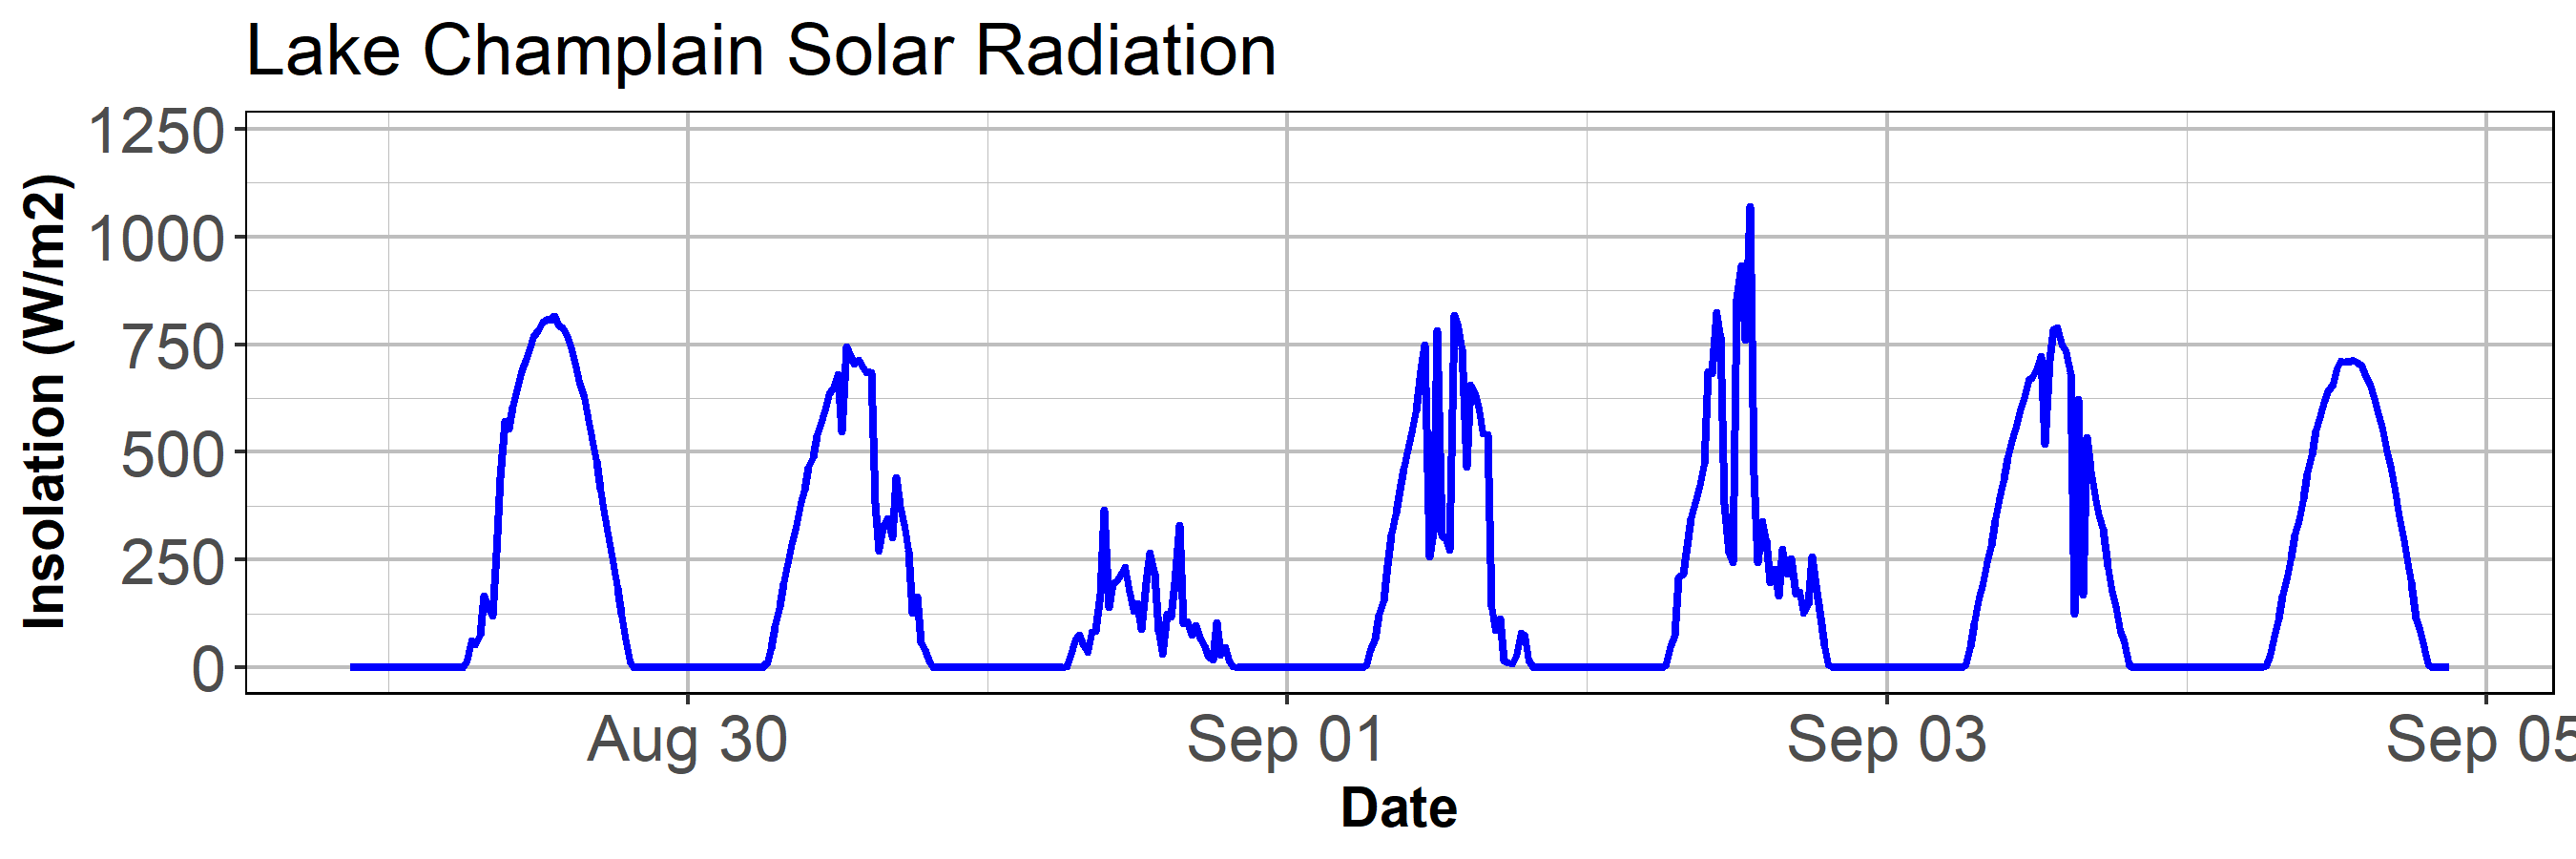 Lake Champlain Solar Radiation
Insolation (W/m2)
1250
1000
750
500
250
0
Aug 30 Sep 01 Sep 03 Sep 05
Date